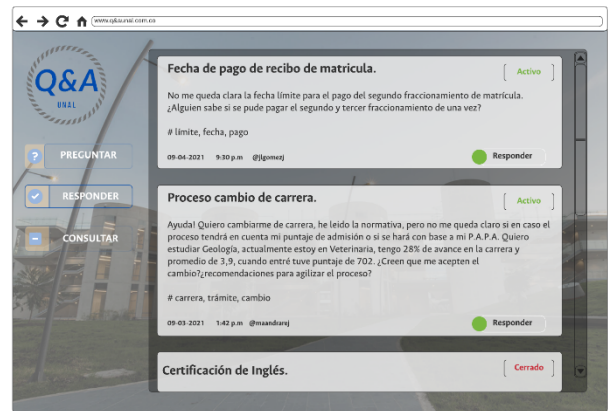 www.q&aunal.com.co
Q&A
UNAL
PREGUNTAR
RESPONDER
CONSULTAR
Fecha de pago de recibo de matricula.
Activo
No me queda clara la fecha límite para el pago del segundo fraccionamiento de matrícula.
¿Alguien sabe si se pude pagar el segundo y tercer fraccionamiento de una vez?
# límite, fecha, pago
09-04-2021 9:30 p.m @jlgomezj
Responder
Proceso cambio de carrera.
Activo
Ayuda! Quiero cambiarme de carrera, he leido la normativa, pero no me queda claro si en caso el
proceso tendrá en cuenta mi puntaje de admisión o si se hará con base a mi P.A.P.A. Quiero
estudiar Geología, actualmente estoy en Veterinaria, tengo 28% de avance en la carrera y
promedio de 3,9, cuando entré tuve puntaje de 702. ¿Creen que me acepten el
cambio?¿recomendaciones para agilizar el proceso?
# carrera, trámite, cambio
09-03-2021 1:42 p.m @maandraraj
Responder
Certificación de Inglés.
Cerrado